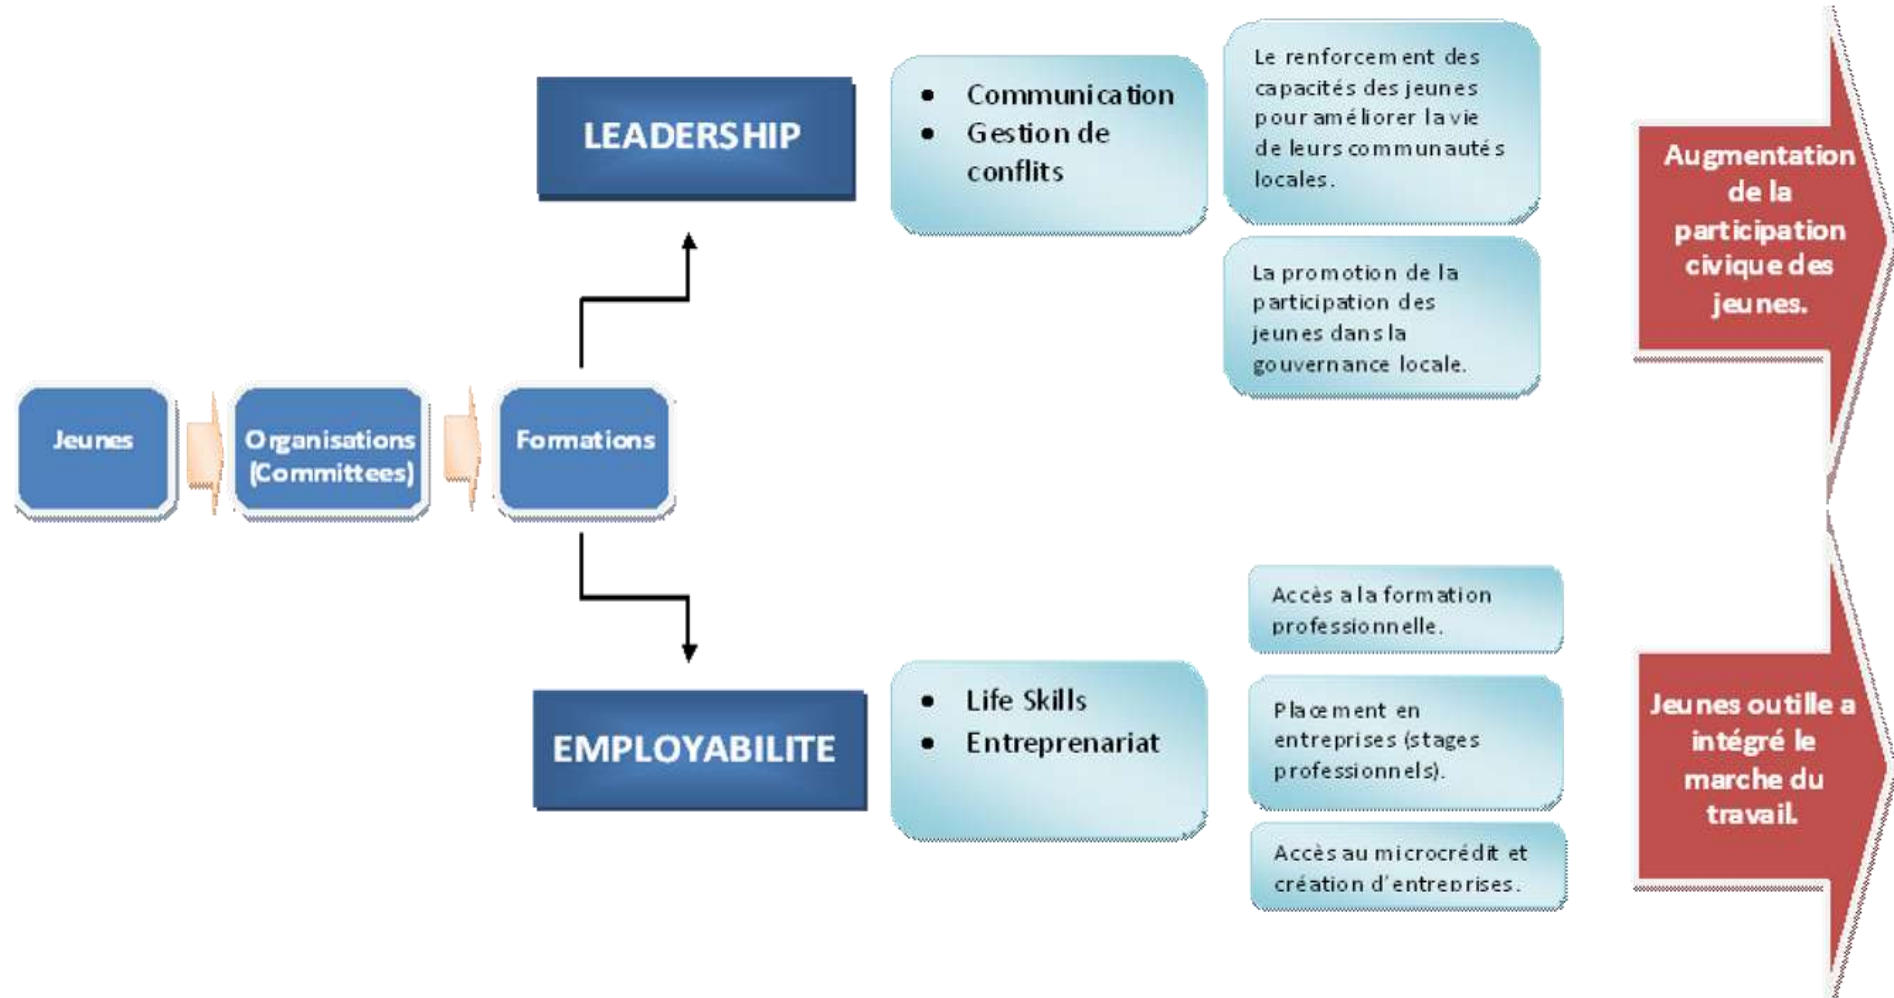 Jeunes
Organisations
(Committees)
Formations
LEADERSHIP
• Communication
• Gestion de
conflits
Le renforcement des
capacités des jeunes
pour améliorer la vie
de leurs communautés
locales.
La promotion de la
participation des
jeunes dans la
gouvernance locale.
Augmentation
de la
participation
civique des
jeunes.
EMPLOYABILITE
• Life Skills
• Entreprenariat
Accès a la formation
professionnelle.
Placement en
entreprises (stages
professionnels).
Accès au microcrédit et
création d'entreprises.
Jeunes outille a
intégré le
marche du
travail.